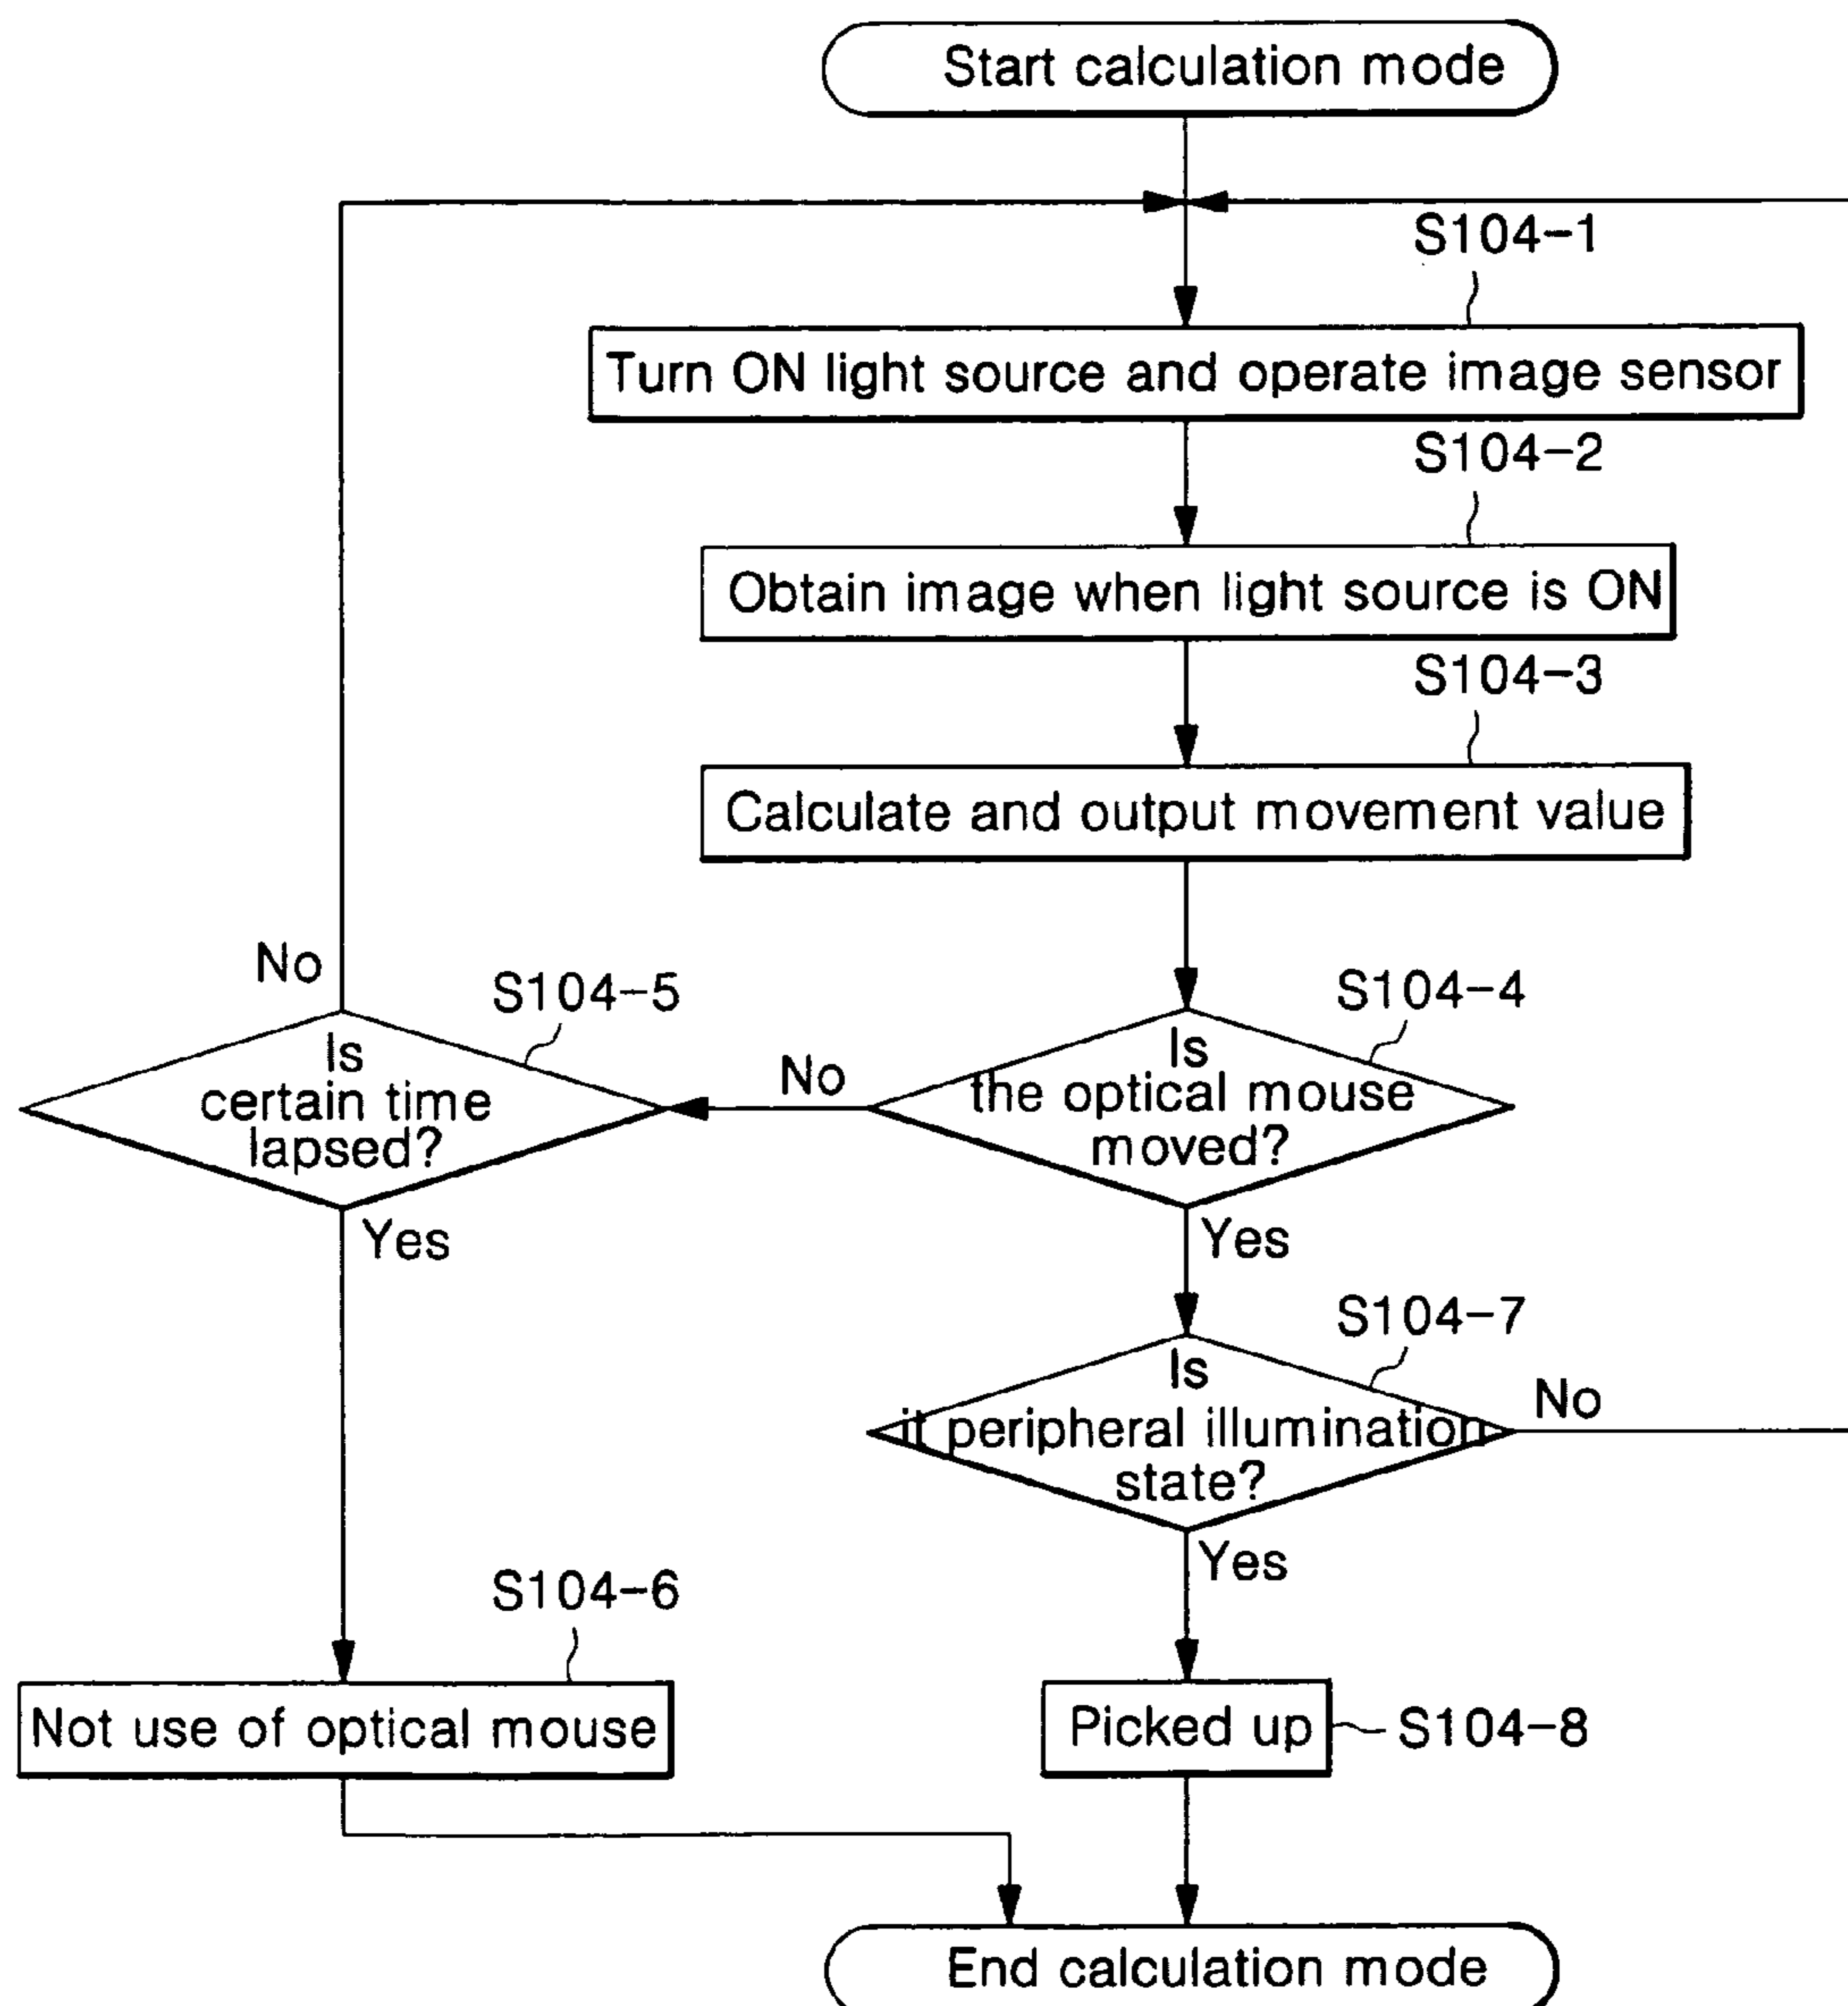 Start calculation mode
S104-1
Turn ON light source and operate image sensor
S104-2
Obtain image when light source is ON
S104-3
Calculate and output movement value
No
S104-5
S104-4
Is
certain time
lapsed?
No
Is
the optical mouse
moved?
Yes
Yes
S104-7
Is
it peripheral illumination
state?
No
Yes
S104-6
Not use of optical mouse
Picked up
S104-8
End calculation mode